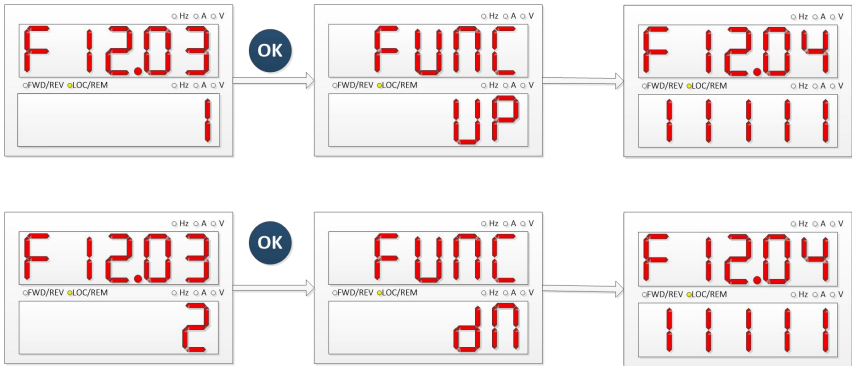 Hz A V
F 12.03
FWD/REV LOC/REM Hz A V
1
OK
Hz A V
FUNC
FWD/REV LOC/REM Hz A V
UP
Hz A V
F 12.04
FWD/REV LOC/REM Hz A V
11111
Hz A V
F 12.03
FWD/REV LOC/REM Hz A V
2
OK
Hz A V
FUNC
FWD/REV LOC/REM Hz A V
dN
Hz A V
F 12.04
FWD/REV LOC/REM Hz A V
11111